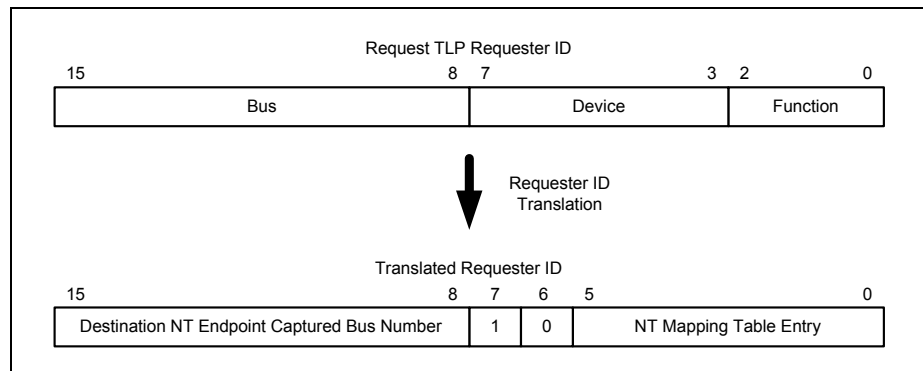 Request TLP Requester ID
15 8 7 3 2 0
Bus Device Function
Requester ID
Translation
Translated Requester ID
15 8 7 6 5 0
Destination NT Endpoint Captured Bus Number 1 0 NT Mapping Table Entry